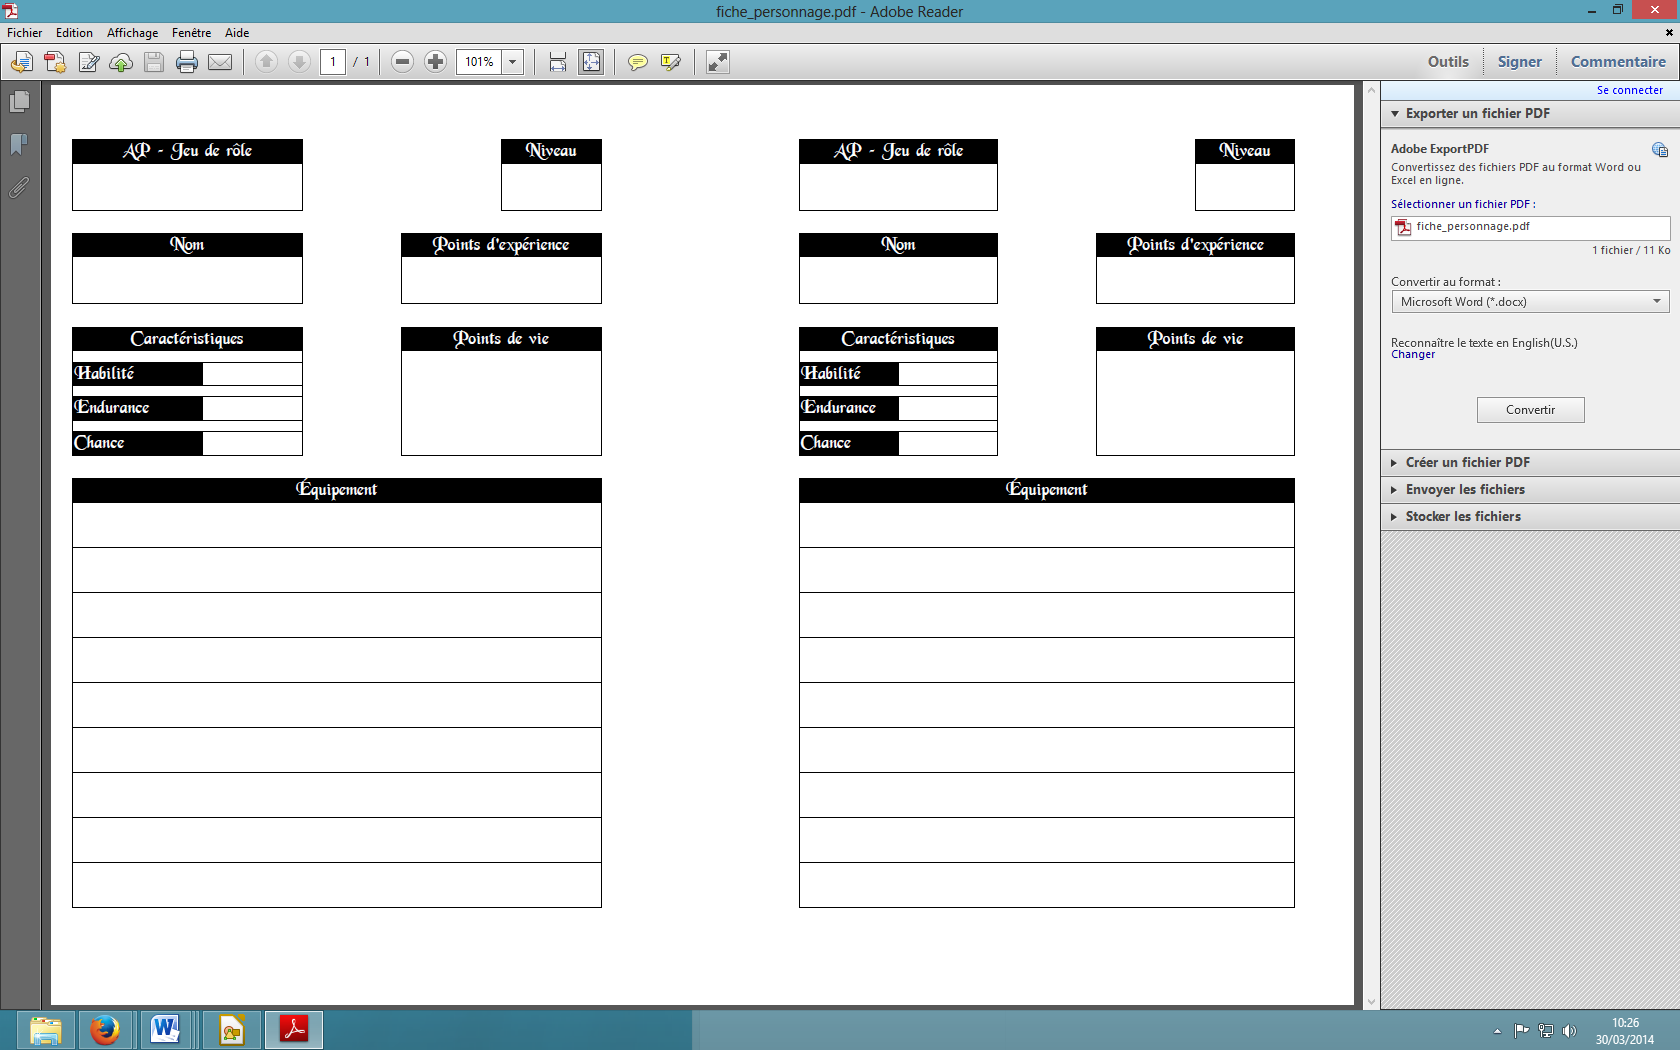 fiche_personnage.pdf - Adobe Reader
Fichier Edition Affichage Fenêtre Aide
1 / 1 101% Outils Signer Commentaire
Se connecter
AP - Jeu de rôle Niveau
Nom Points d'expérience
Caractéristiques Points de vie
Habilité
Endurance
Chance
Équipement
AP - Jeu de rôle Niveau
Nom Points d'expérience
Caractéristiques Points de vie
Habilité
Endurance
Chance
Équipement
Exporter un fichier PDF
Adobe ExportPDF
Convertissez des fichiers PDF au format Word ou
Excel en ligne.
Sélectionner un fichier PDF :
fiche_personnage.pdf
1 fichier / 11 Ko
Convertir au format :
Microsoft Word (*.docx)
Reconnaître le texte en English(U.S.)
Changer
Convertir
Créer un fichier PDF
Envoyer les fichiers
Stocker les fichiers
10:26
30/03/2014